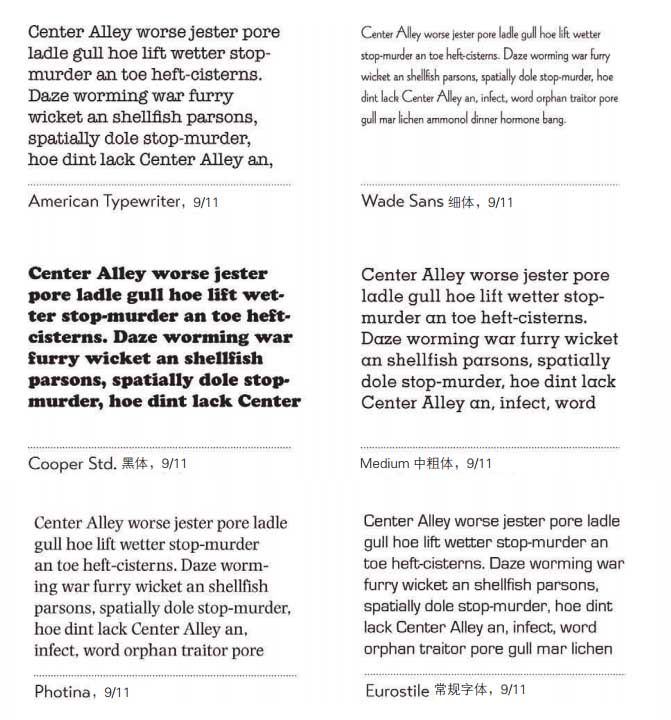 Center Alley worse jester pore
ladle gull hoe lift wetter stop-
murder an toe heft-cisterns.
Daze worming war furry
wicket an shellfish parsons,
spatially dole stop-murder,
hoe dint lack Center Alley an,
American Typewriter, 9/11
Center Alley worse jester pore ladle gull hoe lift wetter
stop-murder an toe heft-cisterns. Daze worming war furry
wicket an shellfish parsons, spatially dole stop-murder, hoe
dint lack Center Alley an, infect, word orphan traitor pore
gull mar lichen ammonol dinner hormone bang.
Wade Sans 细体，9/11
Center Alley worse jester
pore ladle gull hoe lift wet-
ter stop-murder an toe heft-
cisterns. Daze worming war
furry wicket an shellfish
parsons, spatially dole stop-
murder, hoe dint lack Center
Cooper Std. 黑体，9/11
Center Alley worse jester pore
ladle gull hoe lift wetter stop-
murder an toe heft-cisterns.
Daze worming war furry wicket
an shellfish parsons, spatially
dole stop-murder, hoe dint lack
Center Alley an, infect, word
Medium 中粗体，9/11
Center Alley worse jester pore ladle
gull hoe lift wetter stop-murder
an toe heft-cisterns. Daze worm-
ing war furry wicket an shellfish
parsons, spatially dole stop-murder,
hoe dint lack Center Alley an,
infect, word orphan traitor pore
Photina，9/11
Center Alley worse jester pore ladle
gull hoe lift wetter stop-murder an
toe heft-cisterns. Daze worming war
furry wicket an shellfish parsons,
spatially dole stop-murder, hoe dint
lack Center Alley an, infect, word
orphan traitor pore gull mar lichen
Eurostile 常规字体，9/11